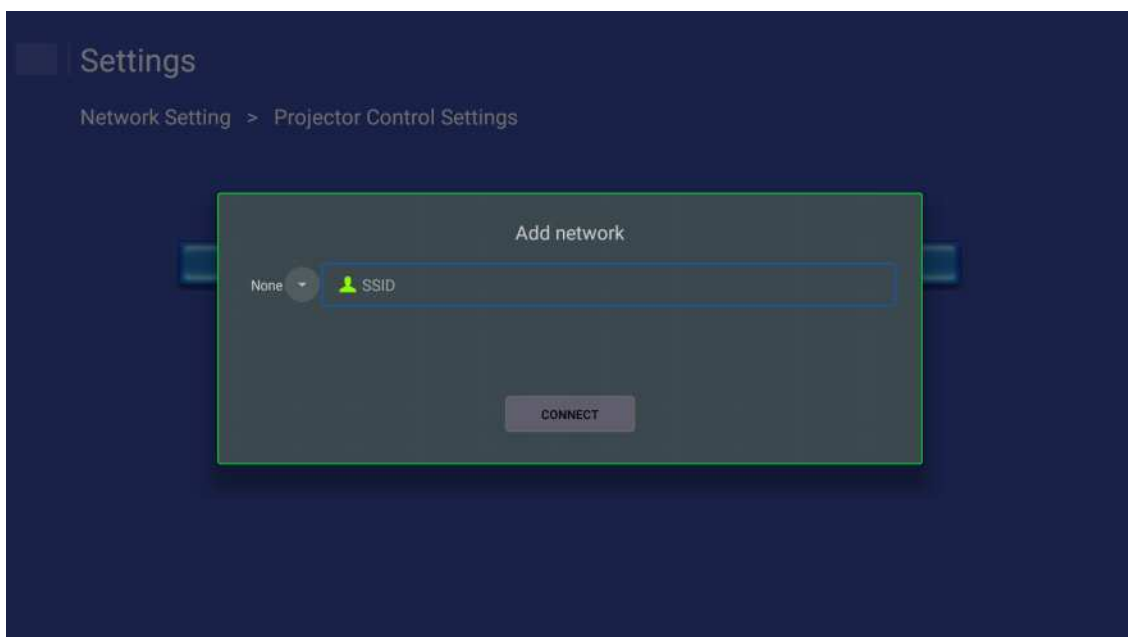 Settings
Network Setting > Projector Control Settings
Add network
None SSID
CONNECT